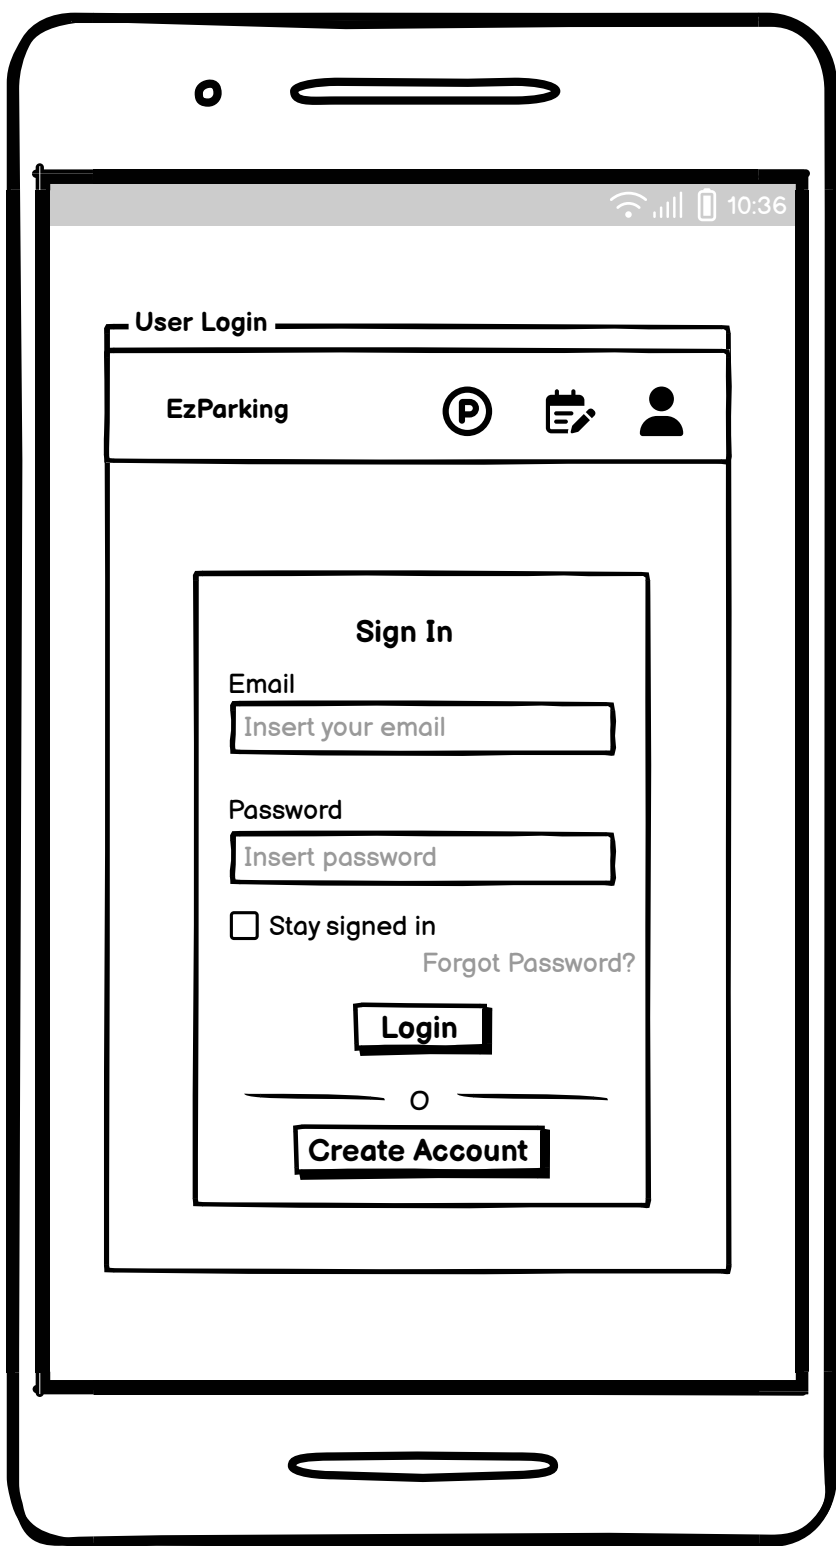 10:36
User Login
EzParking
P
Sign In
Email
Insert your email
Password
Insert password
Stay signed in
Forgot Password?
Login
O
Create Account